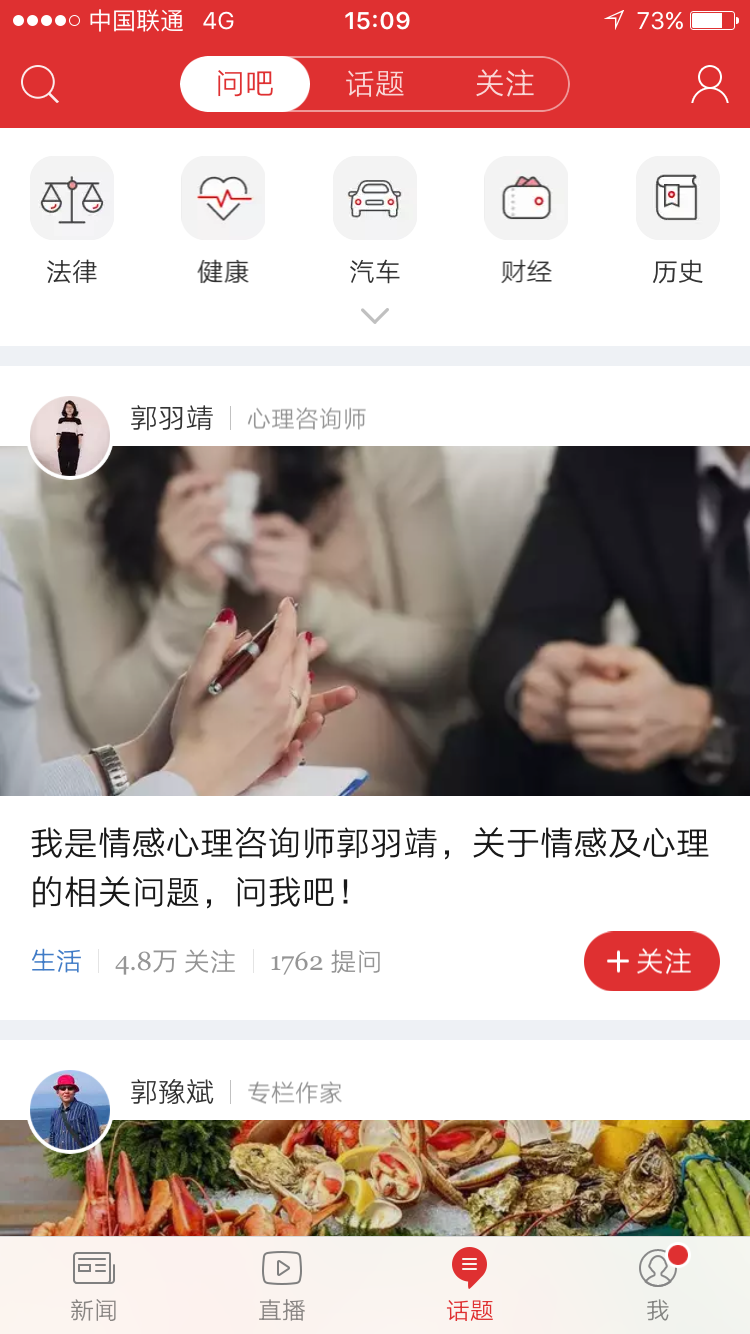 中国联通 4G 15:09 73%
问吧 话题 关注
法律 健康 汽车 财经 历史
郭羽靖 心理咨询师
我是情感心理咨询师郭羽靖，关于情感及心理
的相关问题，问我吧！
生活 4.8万 关注 1762 提问 +关注
郭豫斌 专栏作家
新闻 直播 话题 我